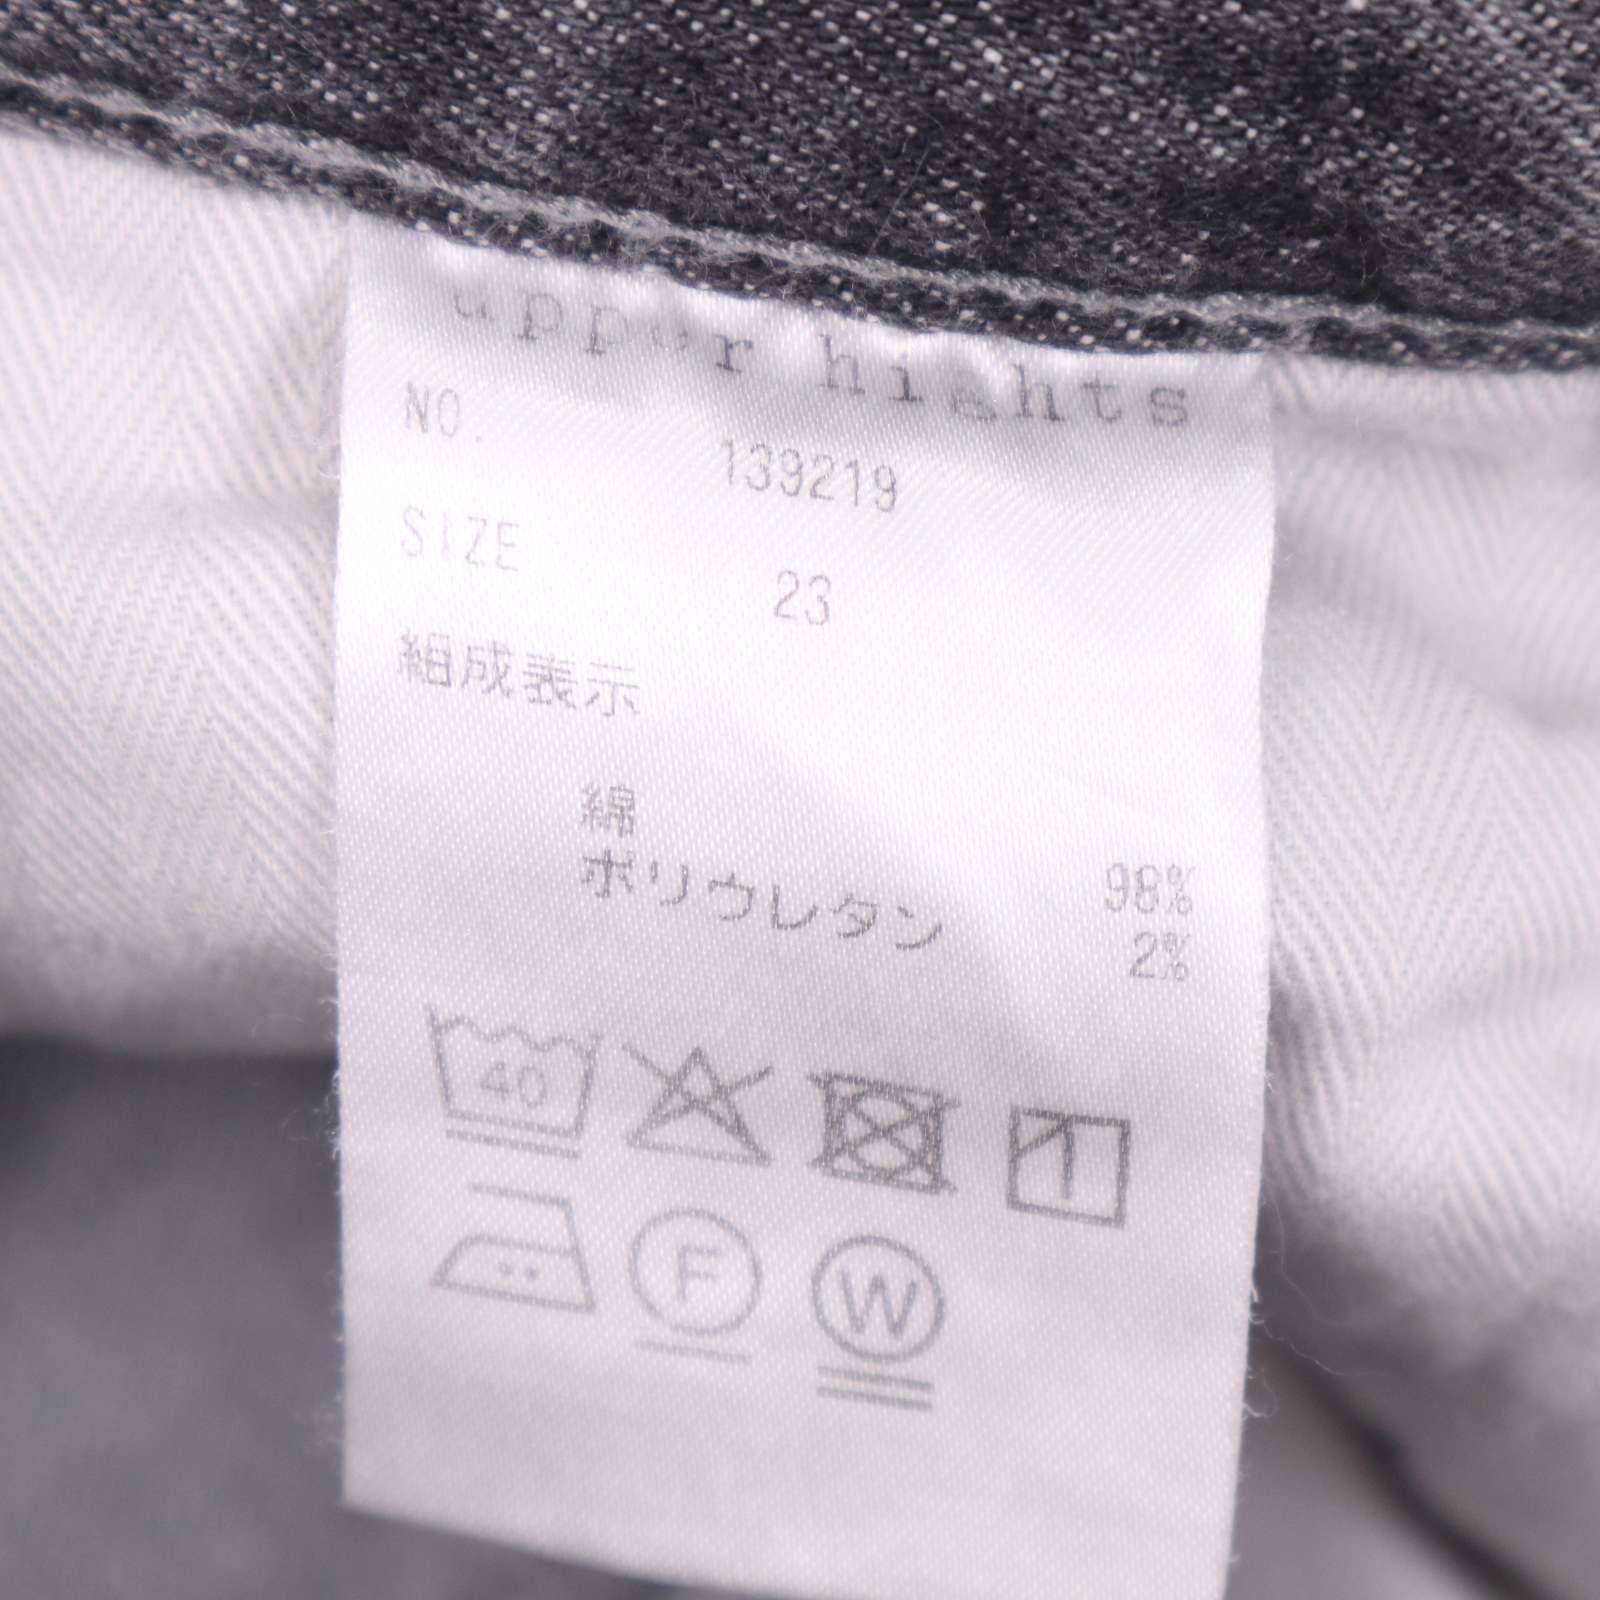 upper hights
NO. 139219
SIZE 23
組成表示
綿 98%
ポリウレタン 2%
40
F
W